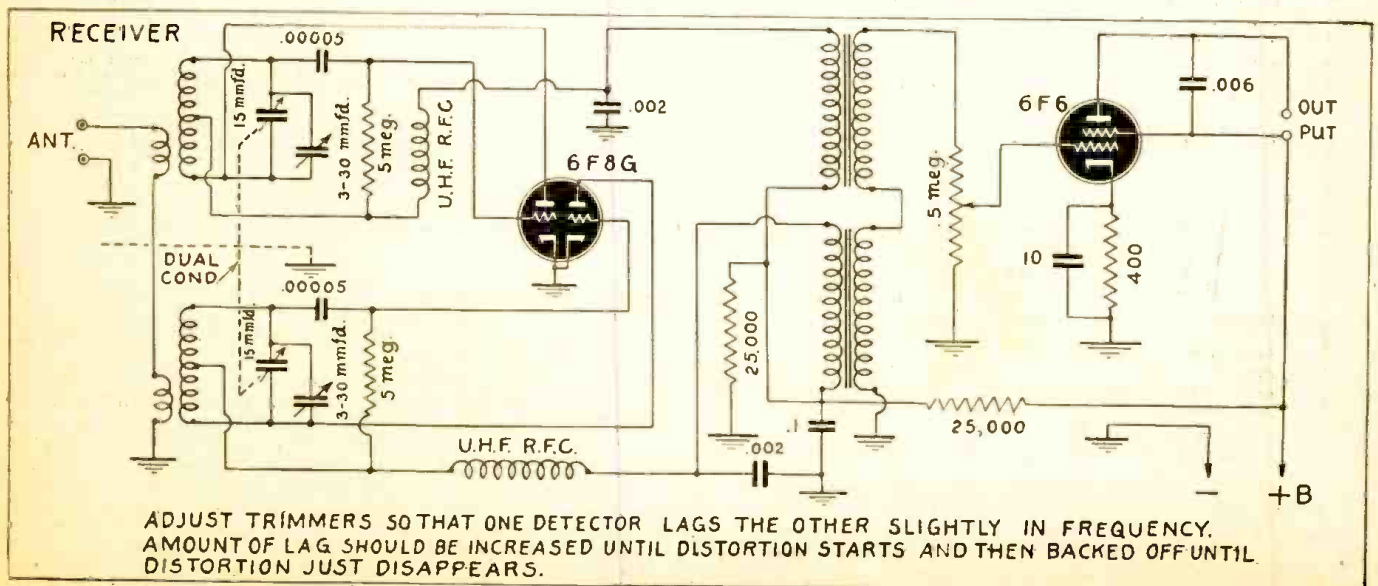 RECEIVER
.00005
15 mmfd.
3-30 mmfd.
5 meg.
U.H.F. R.F.C.
.002
6F8G
.5 meg.
6F6
.006
OUT
PUT
ANT.
DUAL
COND.
.00005
15 mmfd.
3-30 mmfd.
5 meg.
U.H.F. R.F.C.
25,000
.1
.002
10
400
25,000
- +B
ADJUST TRIMMERS SO THAT ONE DETECTOR LAGS THE OTHER SLIGHTLY IN FREQUENCY.
AMOUNT OF LAG SHOULD BE INCREASED UNTIL DISTORTION STARTS AND THEN BACKED OFF UNTIL
DISTORTION JUST DISAPPEARS.